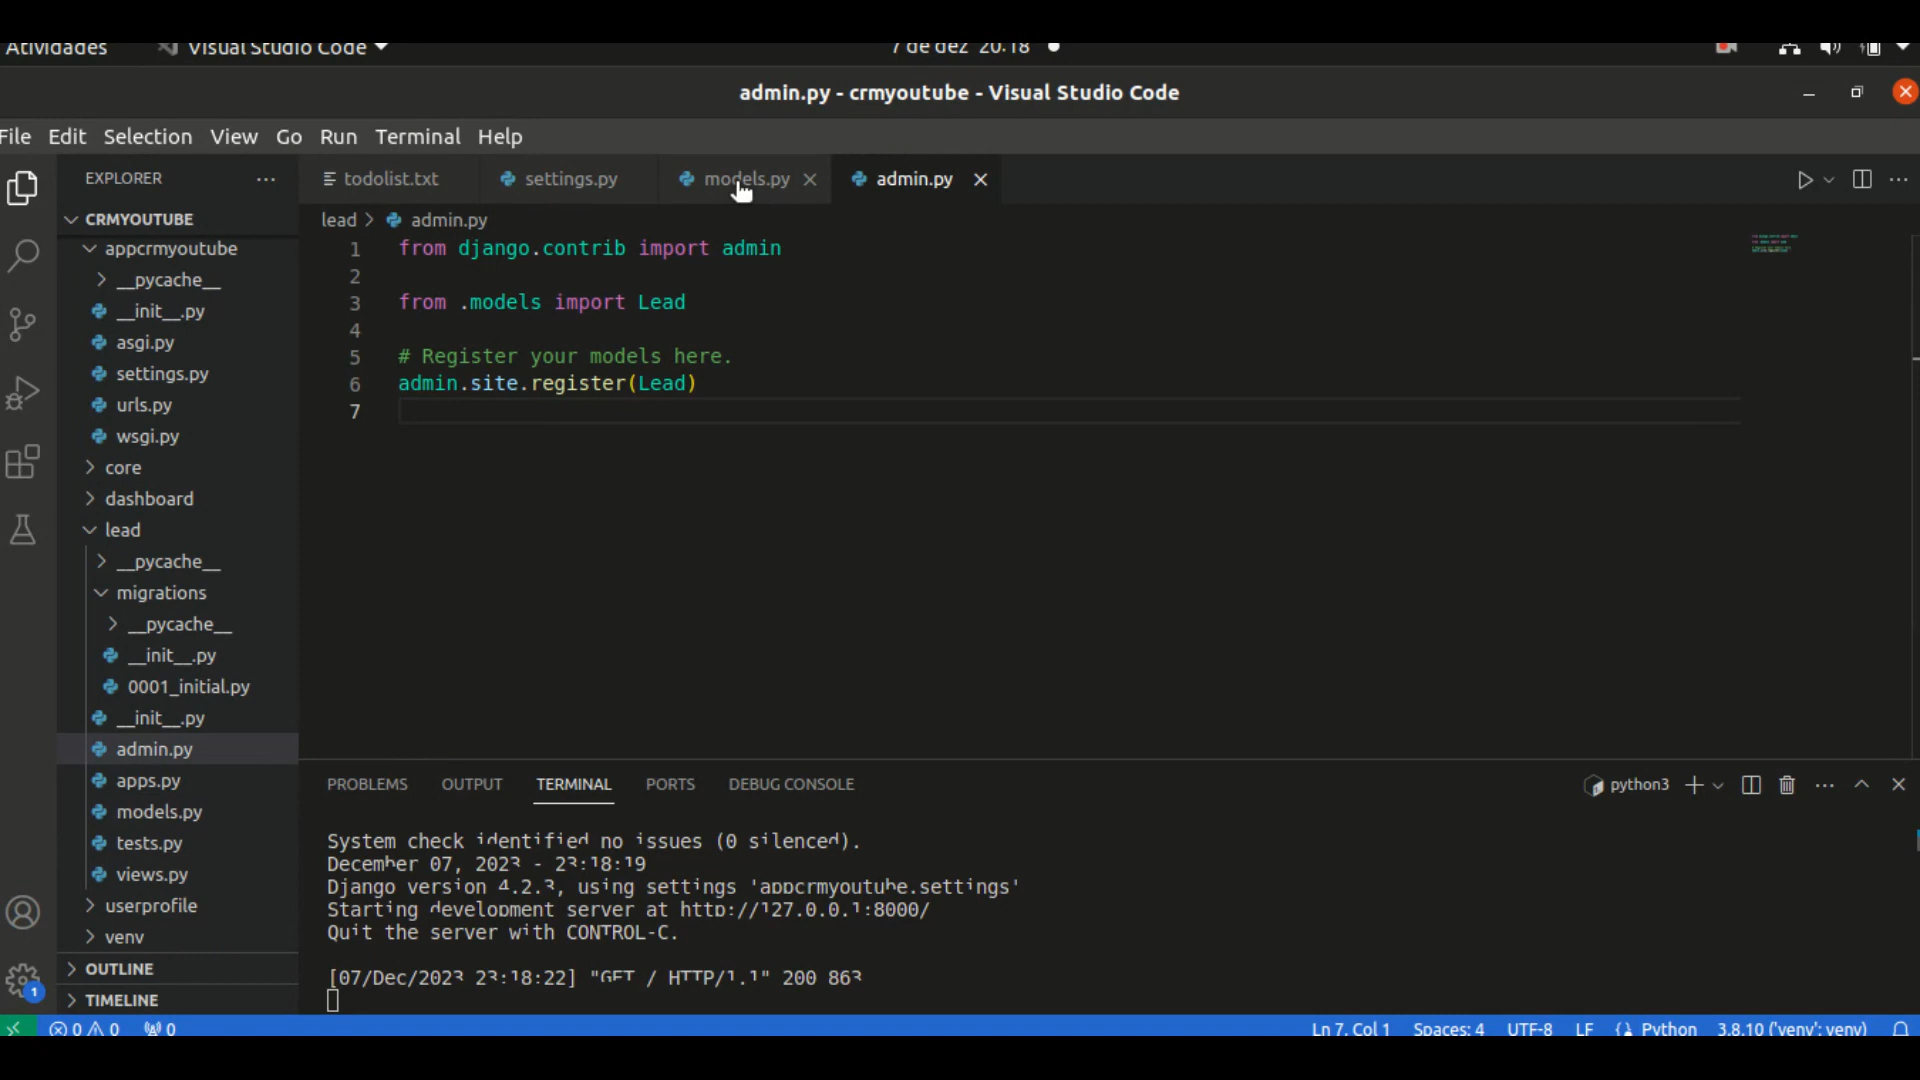 Atividades Visual Studio Code 7 de dez 20:18
admin.py - crmyoutube - Visual Studio Code
File Edit Selection View Go Run Terminal Help
EXPLORER
todolist.txt settings.py models.py admin.py
CRMYOUTUBE
lead > admin.py
appcrmyoutube
__pycache__
__init__.py
asgi.py
settings.py
urls.py
wsgi.py
core
dashboard
lead
__pycache__
migrations
__pycache__
__init__.py
0001_initial.py
__init__.py
admin.py
apps.py
models.py
tests.py
views.py
userprofile
venv
OUTLINE
TIMELINE
1 from django.contrib import admin
2
3 from .models import Lead
4
5 # Register your models here.
6 admin.site.register(Lead)
7
PROBLEMS OUTPUT TERMINAL PORTS DEBUG CONSOLE python3
System check identified no issues (0 silenced).
December 07, 2023 - 23:18:19
Django version 4.2.3, using settings 'appcrmyoutube.settings'
Starting development server at http://127.0.0.1:8000/
Quit the server with CONTROL-C.
[07/Dec/2023 23:18:22] "GET / HTTP/1.1" 200 863
1
0 0 0 Ln 7, Col 1 Spaces: 4 UTF-8 LF Python 3.8.10 ('venv': venv)